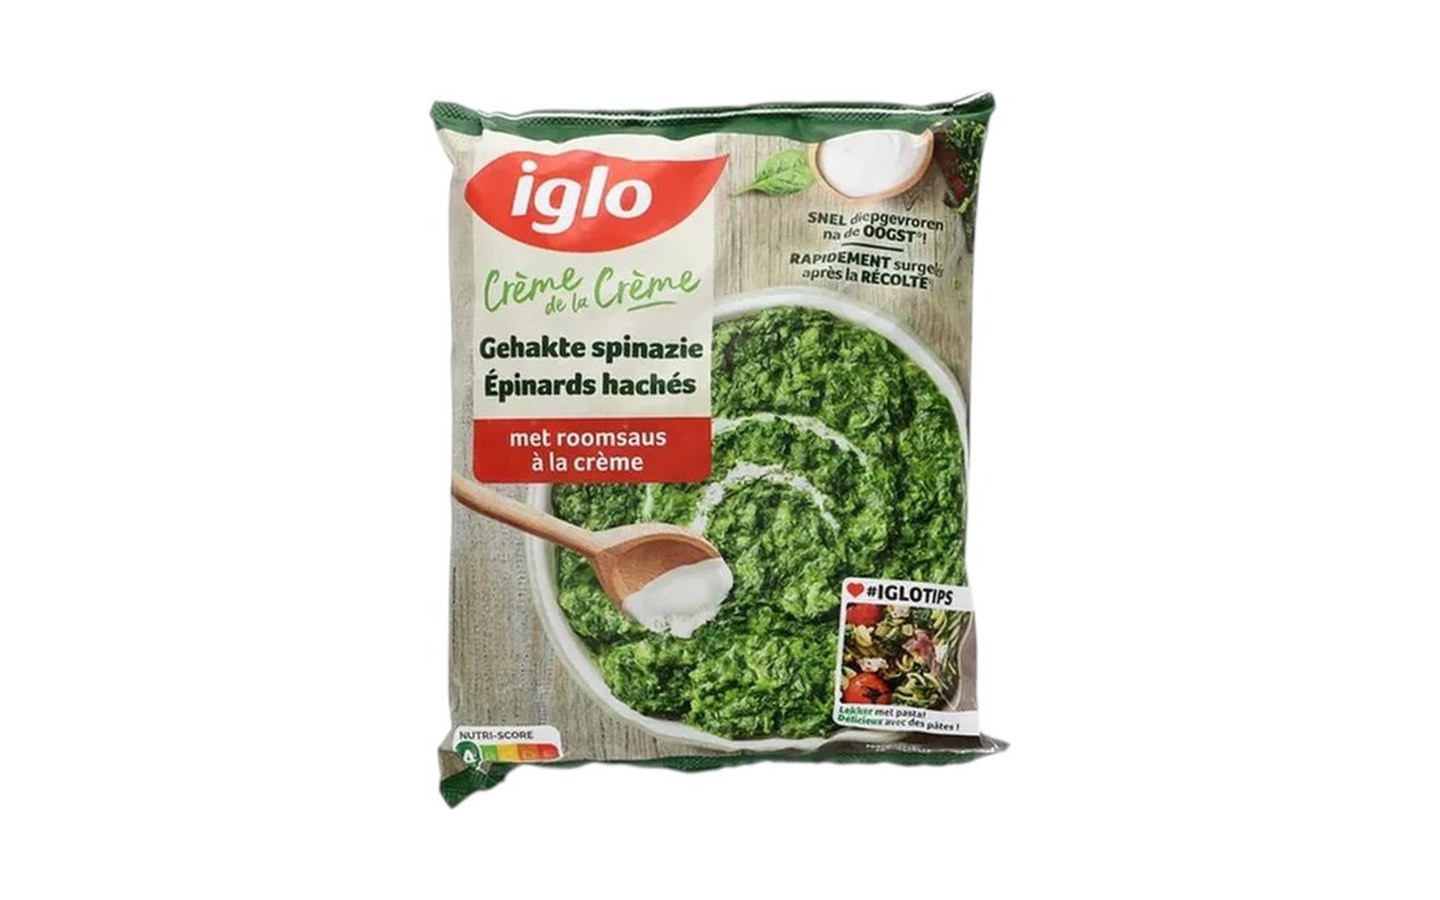 iglo
Crème
de la Crème
Gehakte spinazie
Épinards hachés
met roomsaus
à la crème
SNEL diepgevroren
na de OOGST*!
RAPIDEMENT surgelés
après la RÉCOLTE
#IGLOTIPS
Lekker met pasta!
Délicieux avec des pâtes !
NUTRI-SCORE
A